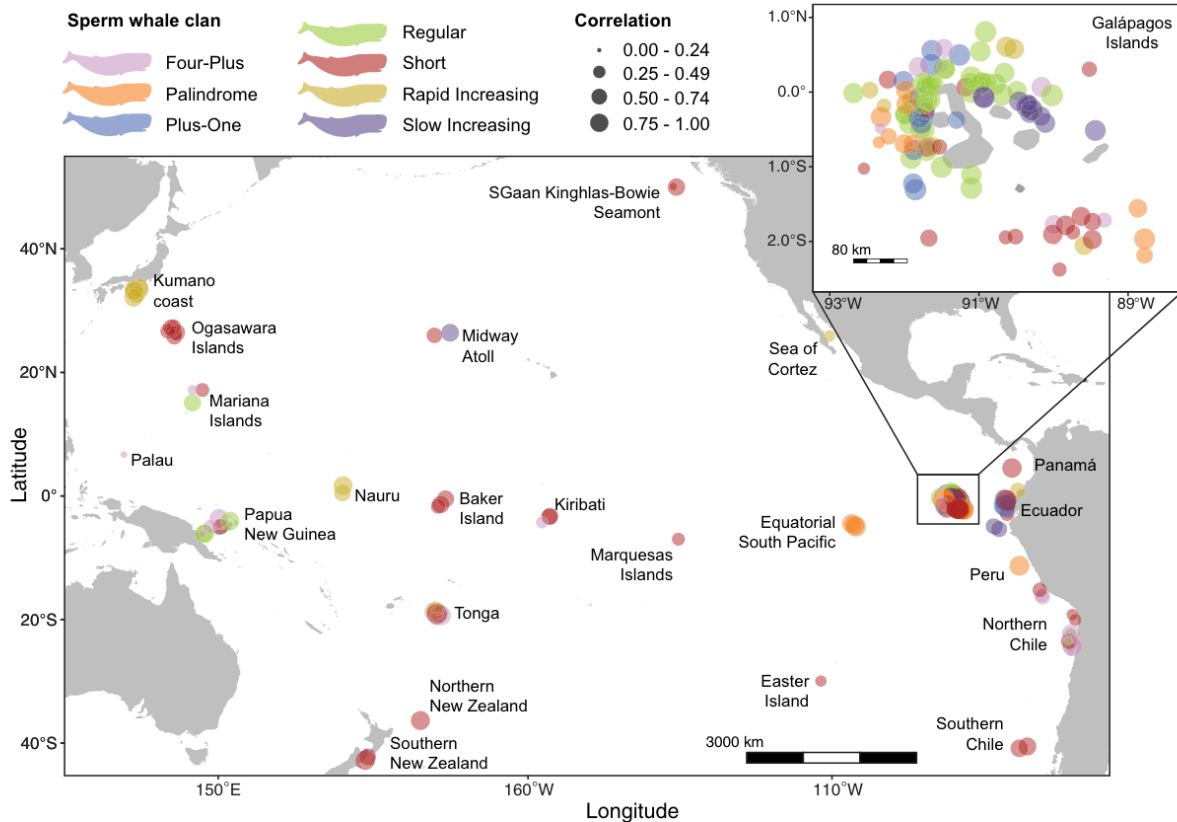 Sperm whale clan
Four-Plus
Palindrome
Plus-One
Regular
Short
Rapid Increasing
Slow Increasing
Correlation
0.00 - 0.24
0.25 - 0.49
0.50 - 0.74
0.75 - 1.00
Galápagos
Islands
1.0°N
0.0°
1.0°S
2.0°S
80 km
93°W
91°W
89°W
SGaan Kinghlas-Bowie
Seamont
Kumano
coast
Ogasawara
Islands
Midway
Atoll
Sea of
Cortez
Mariana
Islands
Palau
Nauru
Baker
Island
Kiribati
Panamá
Ecuador
Papua
New Guinea
Equatorial
South Pacific
Marquesas
Islands
Peru
Tonga
Northern
Chile
Northern
New Zealand
Easter
Island
Southern
New Zealand
Southern
Chile
3000 km
40°N
20°N
0°
20°S
40°S
Latitude
150°E
160°W
110°W
Longitude